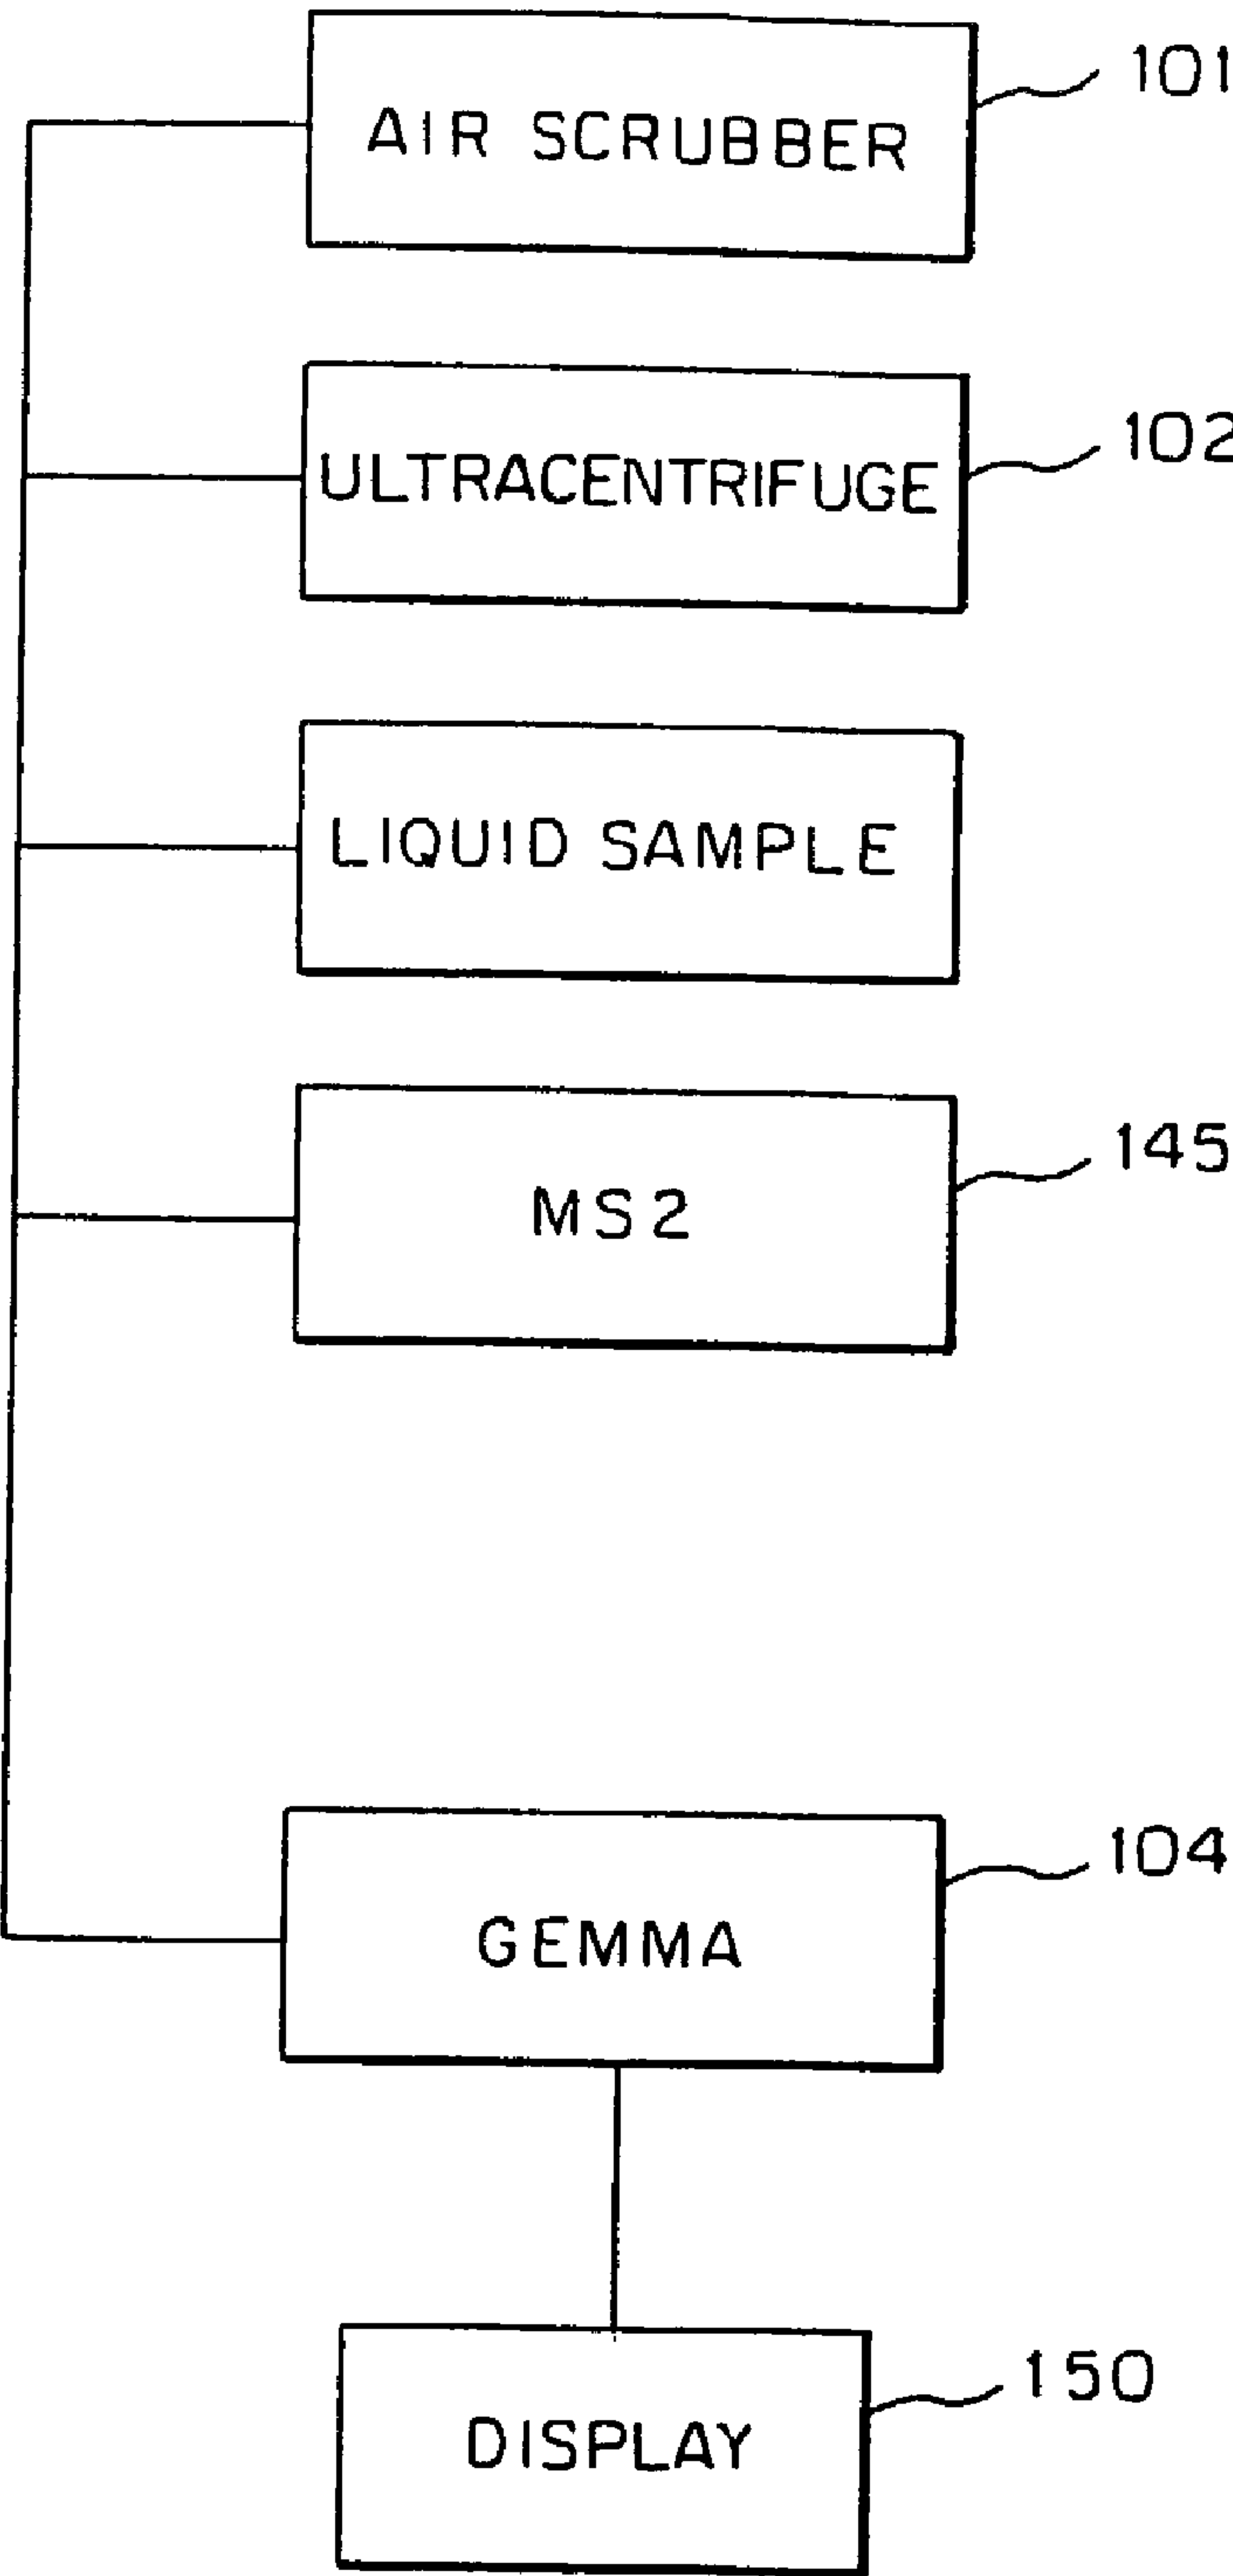 AIR SCRUBBER
101
ULTRACENTRIFUGE
102
LIQUID SAMPLE
MS2
145
GEMMA
104
DISPLAY
150